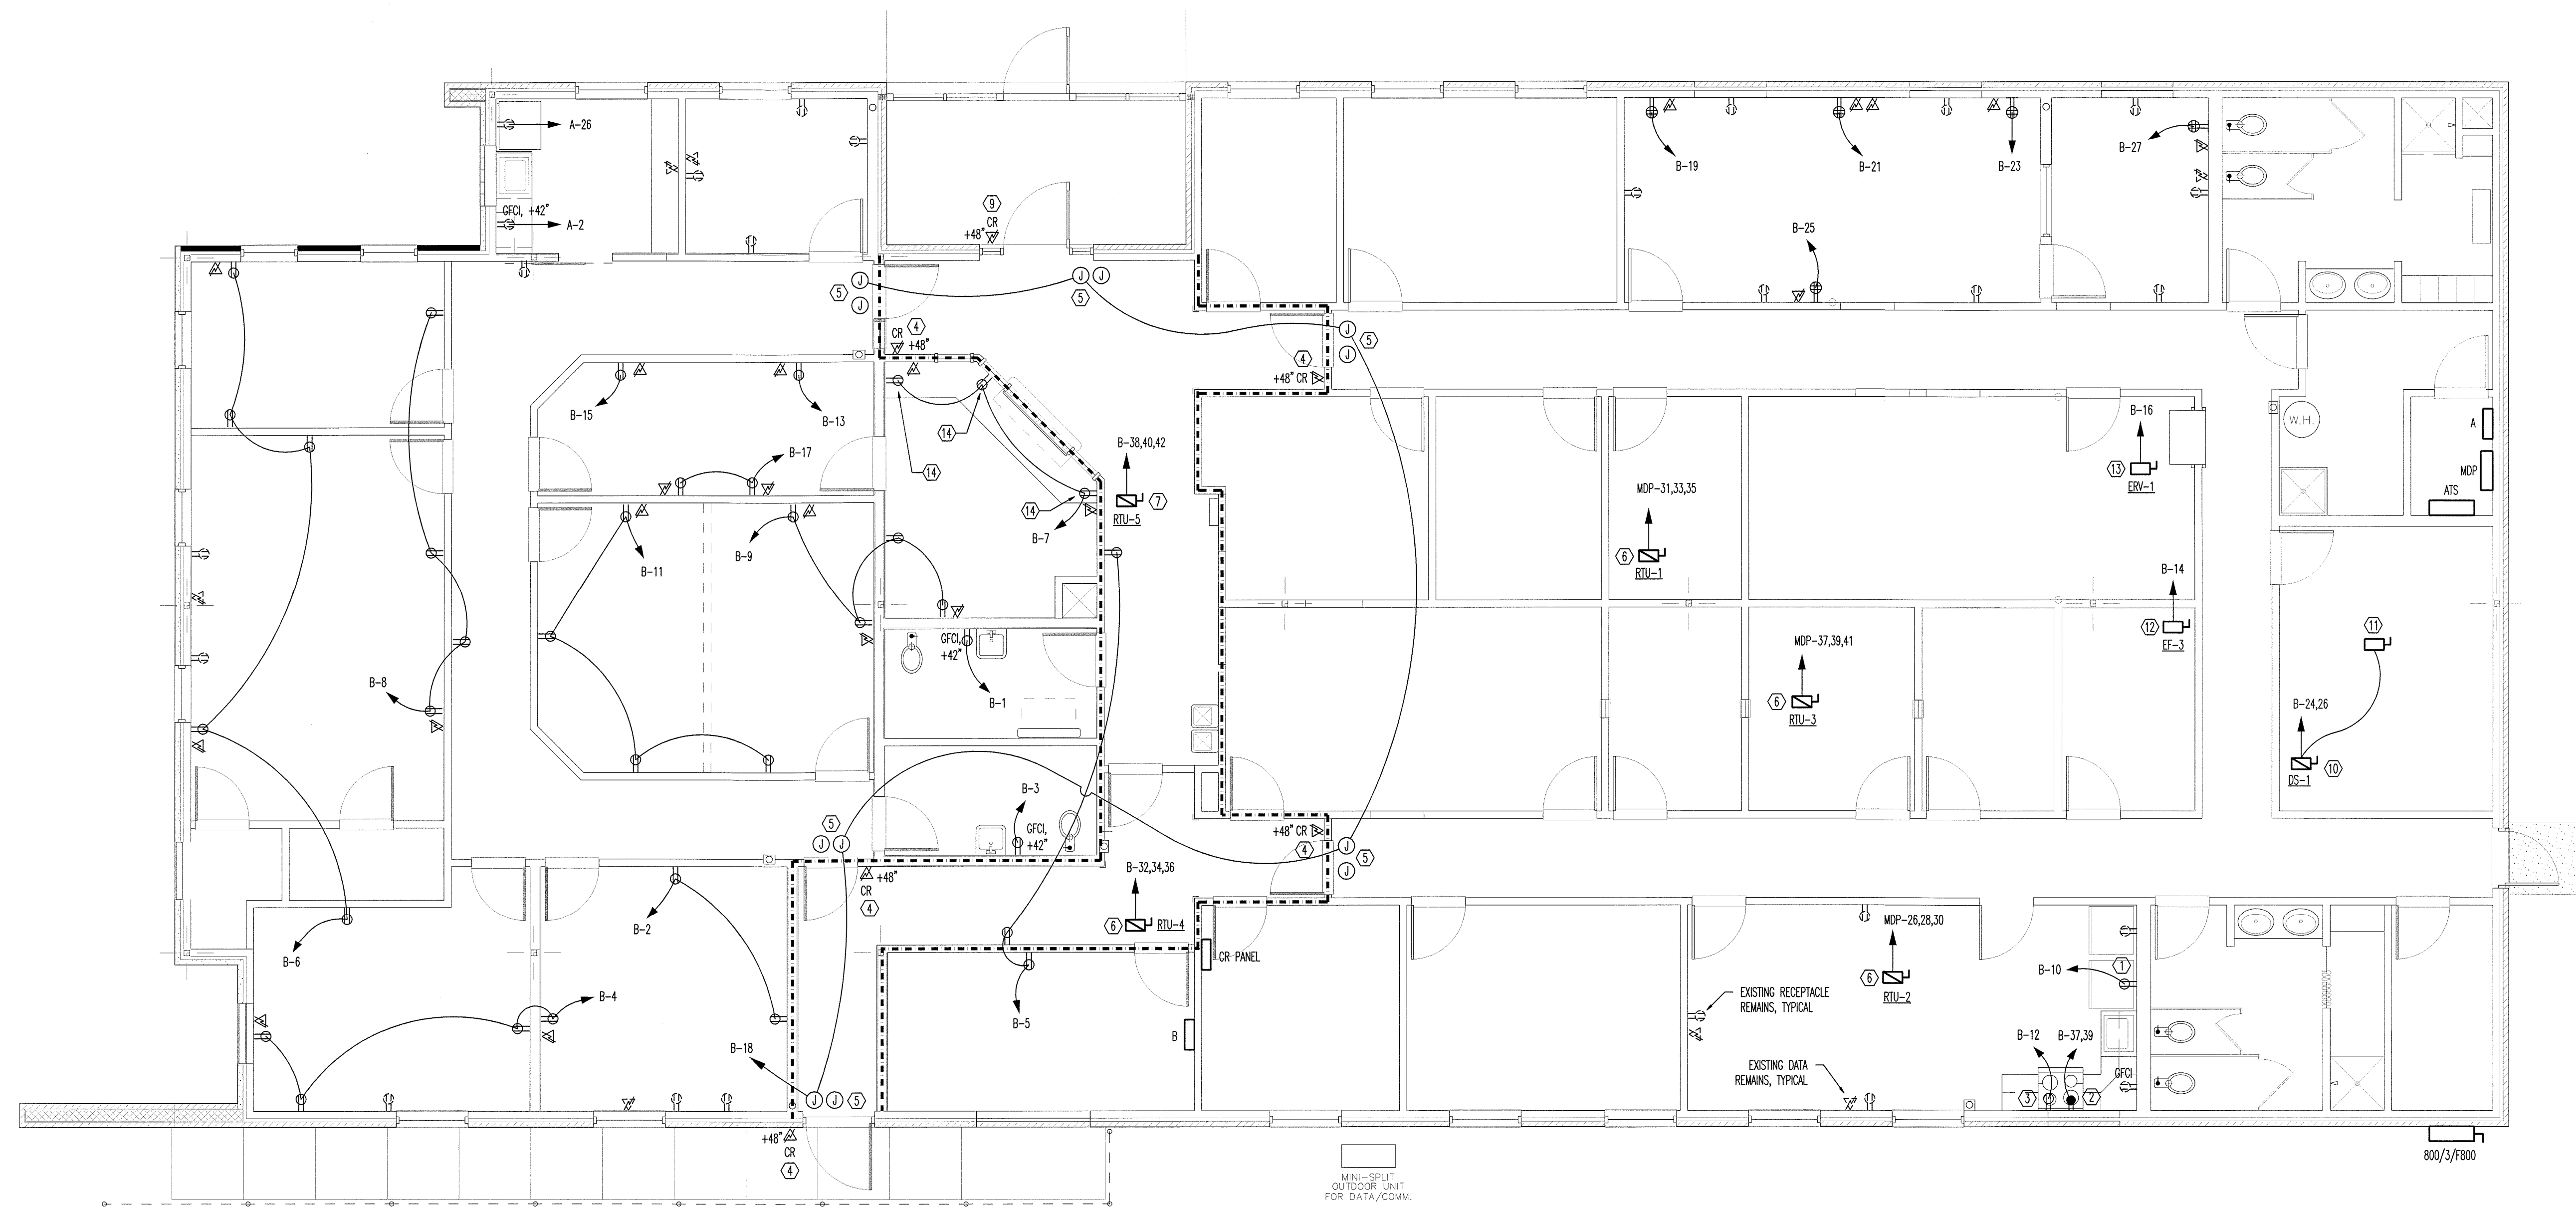 A-26
GFCI, +42"
A-2
9
CR
+48"
B-19
B-21
B-23
B-27
B-25
J
J
J
5
5
J
4
CR
+48"
J
5
J
4
+48" CR
B-15
B-13
B-17
14
14
14
B-7
B-38,40,42
7
RTU-5
B-11
B-9
MDP-31,33,35
6
RTU-1
B-16
13
ERV-1
W.H.
A
MDP
ATS
B-14
12
EF-3
11
B-24,26
DS-1
10
GFCI,
+42"
B-1
B-8
MDP-37,39,41
6
RTU-3
B-3
GFCI,
+42"
5
J
J
+48" CR
4
J
5
J
+48"
CR
4
B-32,34,36
6
RTU-4
B-2
B-6
B-4
B-5
B
CR PANEL
B-18
J
J
5
+48"
CR
4
MDP-26,28,30
6
RTU-2
EXISTING RECEPTACLE
REMAINS, TYPICAL
EXISTING DATA
REMAINS, TYPICAL
B-10
1
B-12
B-37,39
GFCI
3
2
800/3/F800
MINI-SPLIT
OUTDOOR UNIT
FOR DATA/COMM.